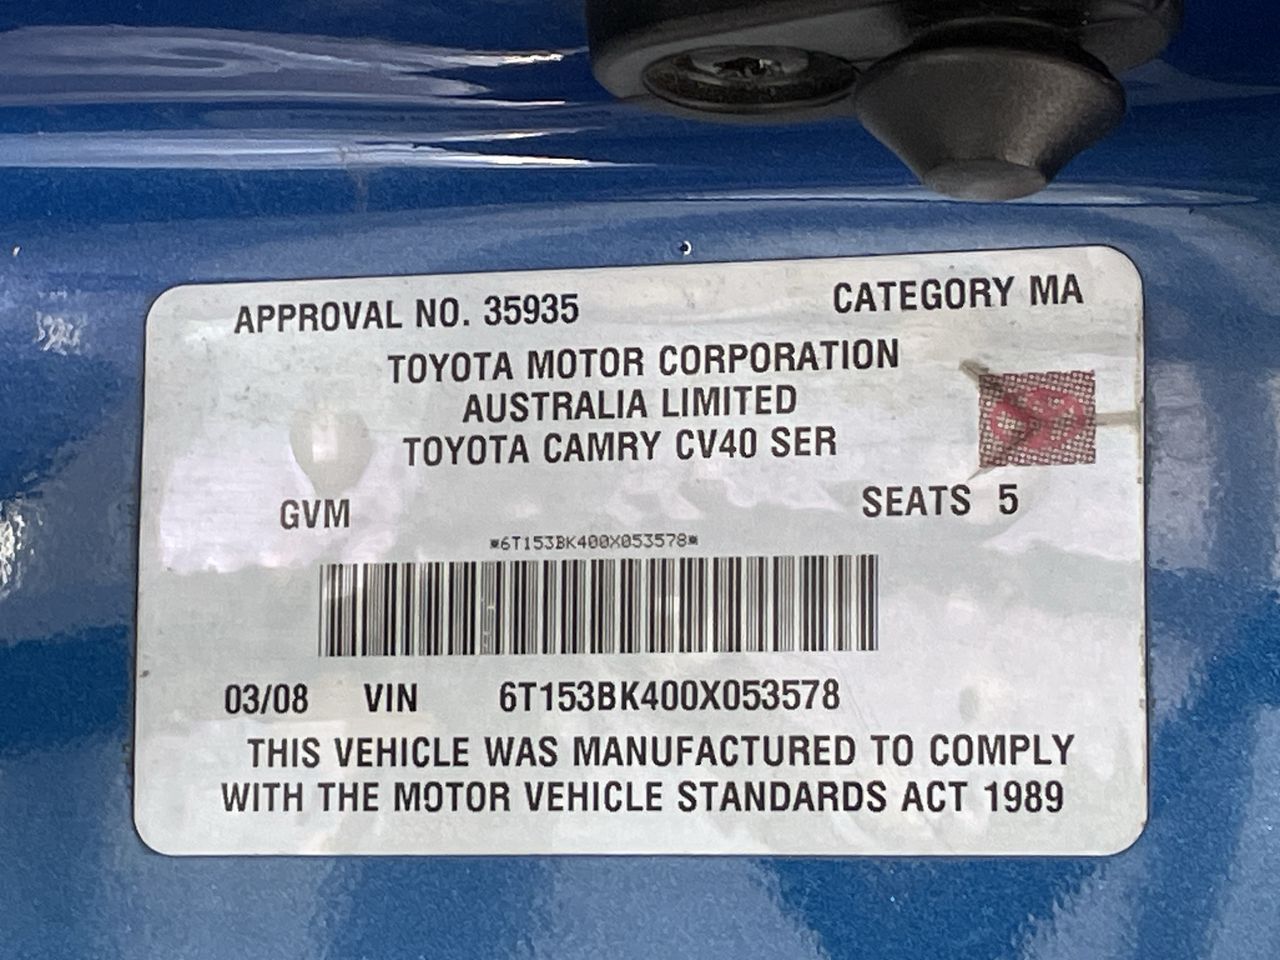 APPROVAL NO. 35935 CATEGORY MA
TOYOTA MOTOR CORPORATION
AUSTRALIA LIMITED
TOYOTA CAMRY CV40 SER
GVM SEATS 5
*6T153BK400X053578*
03/08 VIN 6T153BK400X053578
THIS VEHICLE WAS MANUFACTURED TO COMPLY
WITH THE MOTOR VEHICLE STANDARDS ACT 1989